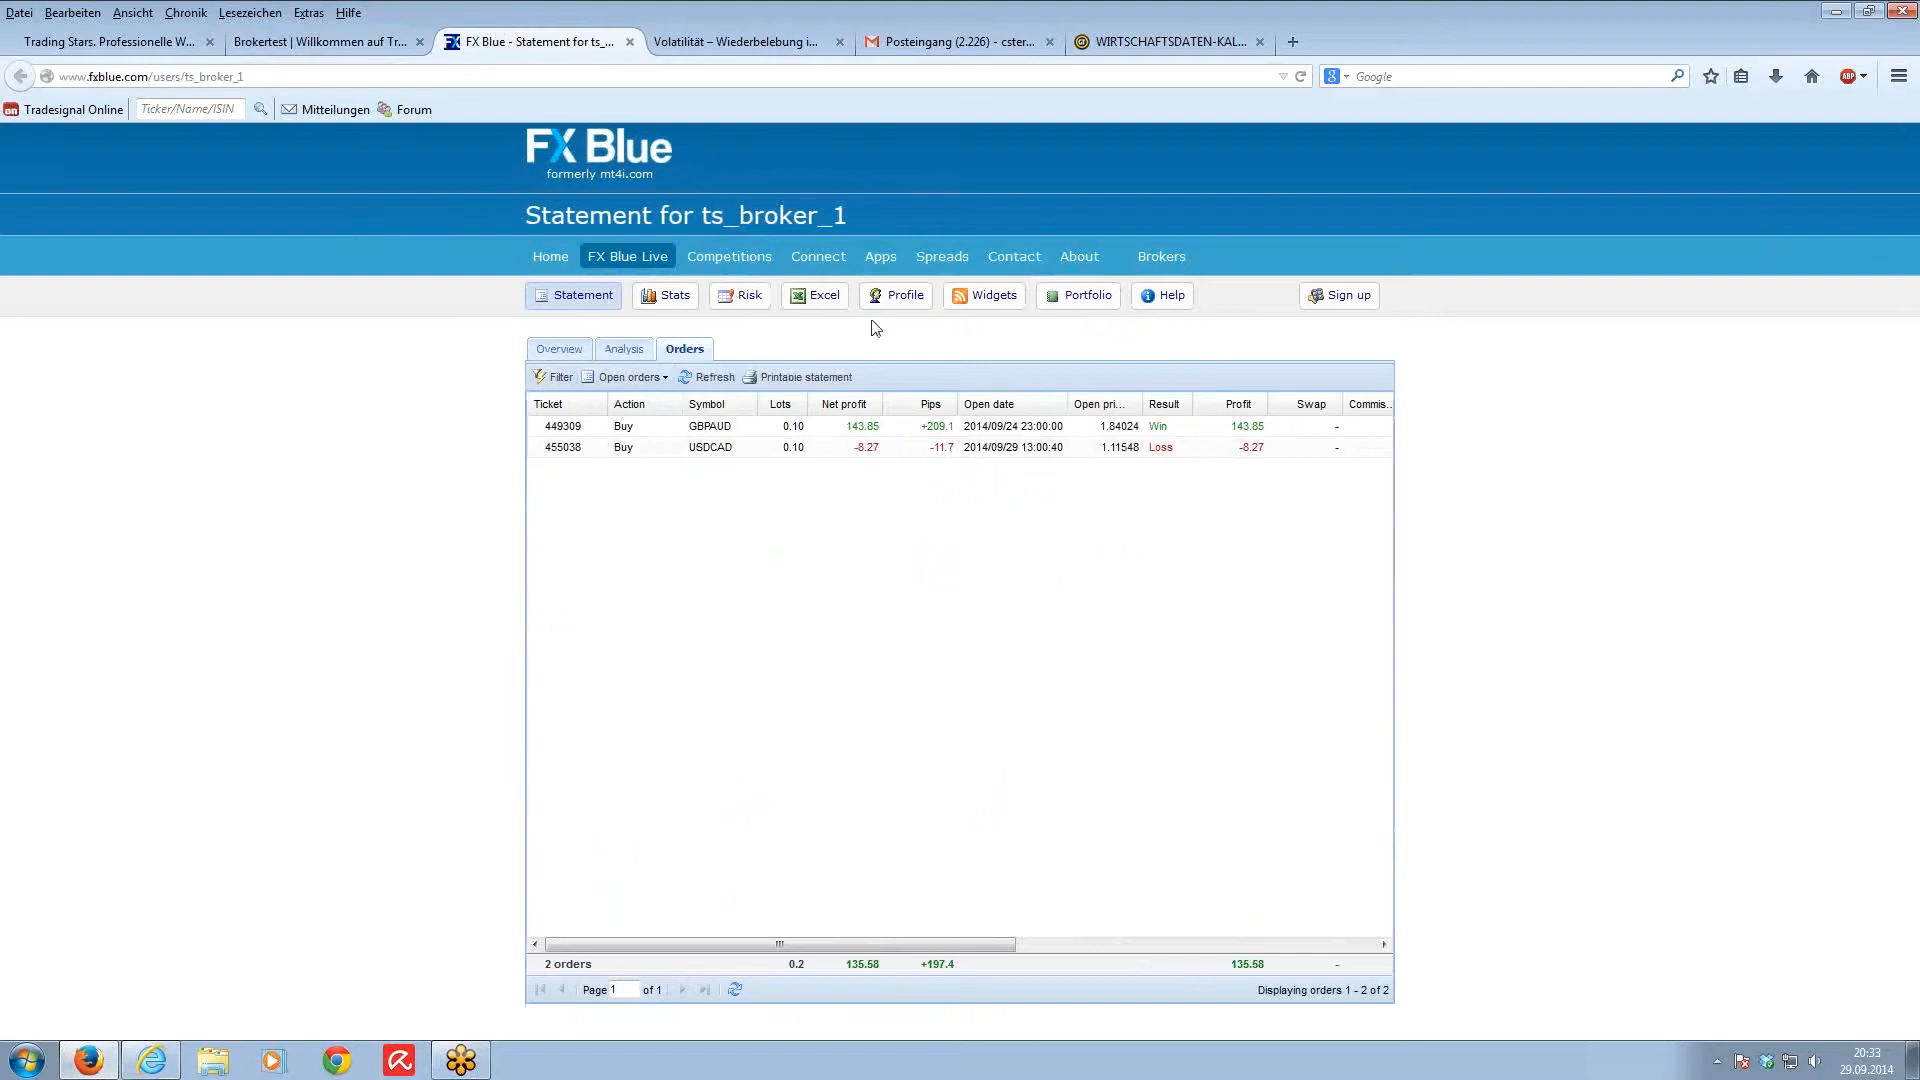 Datei Bearbeiten Ansicht Chronik Lesezeichen Extras Hilfe
Trading Stars. Professionelle W... Brokertest | Willkommen auf Tr... FX Blue - Statement for ts_... Volatilität – Wiederbelebung i... Posteingang (2.226) - cster... WIRTSCHAFTSDATEN-KAL...
www.fxblue.com/users/ts_broker_1 Google ABP
on Tradesignal Online Ticker/Name/ISIN Mitteilungen Forum
FX Blue
formerly mt4i.com
Statement for ts_broker_1
Home FX Blue Live Competitions Connect Apps Spreads Contact About Brokers
Statement Stats Risk Excel Profile Widgets Portfolio Help Sign up
Overview Analysis Orders
Filter Open orders Refresh Printable statement
Ticket Action Symbol Lots Net profit Pips Open date Open pri... Result Profit Swap Commis...
449309 Buy GBPAUD 0.10 143.85 +209.1 2014/09/24 23:00:00 1.84024 Win 143.85 -
455038 Buy USDCAD 0.10 -8.27 -11.7 2014/09/29 13:00:40 1.11548 Loss -8.27 -
2 orders 0.2 135.58 +197.4 135.58 -
Page 1 of 1 Displaying orders 1 - 2 of 2
20:33
29.09.2014